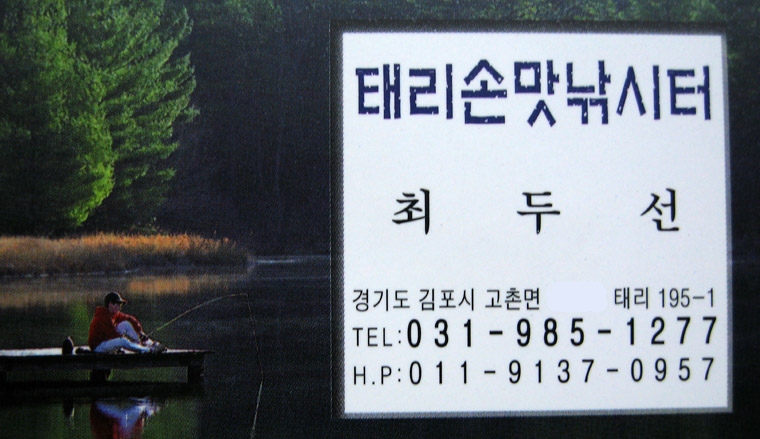 태리손맛낚시터
최 두 선
경기도 김포시 고촌면 태리 195-1
TEL:031-985-1277
H.P:011-9137-0957